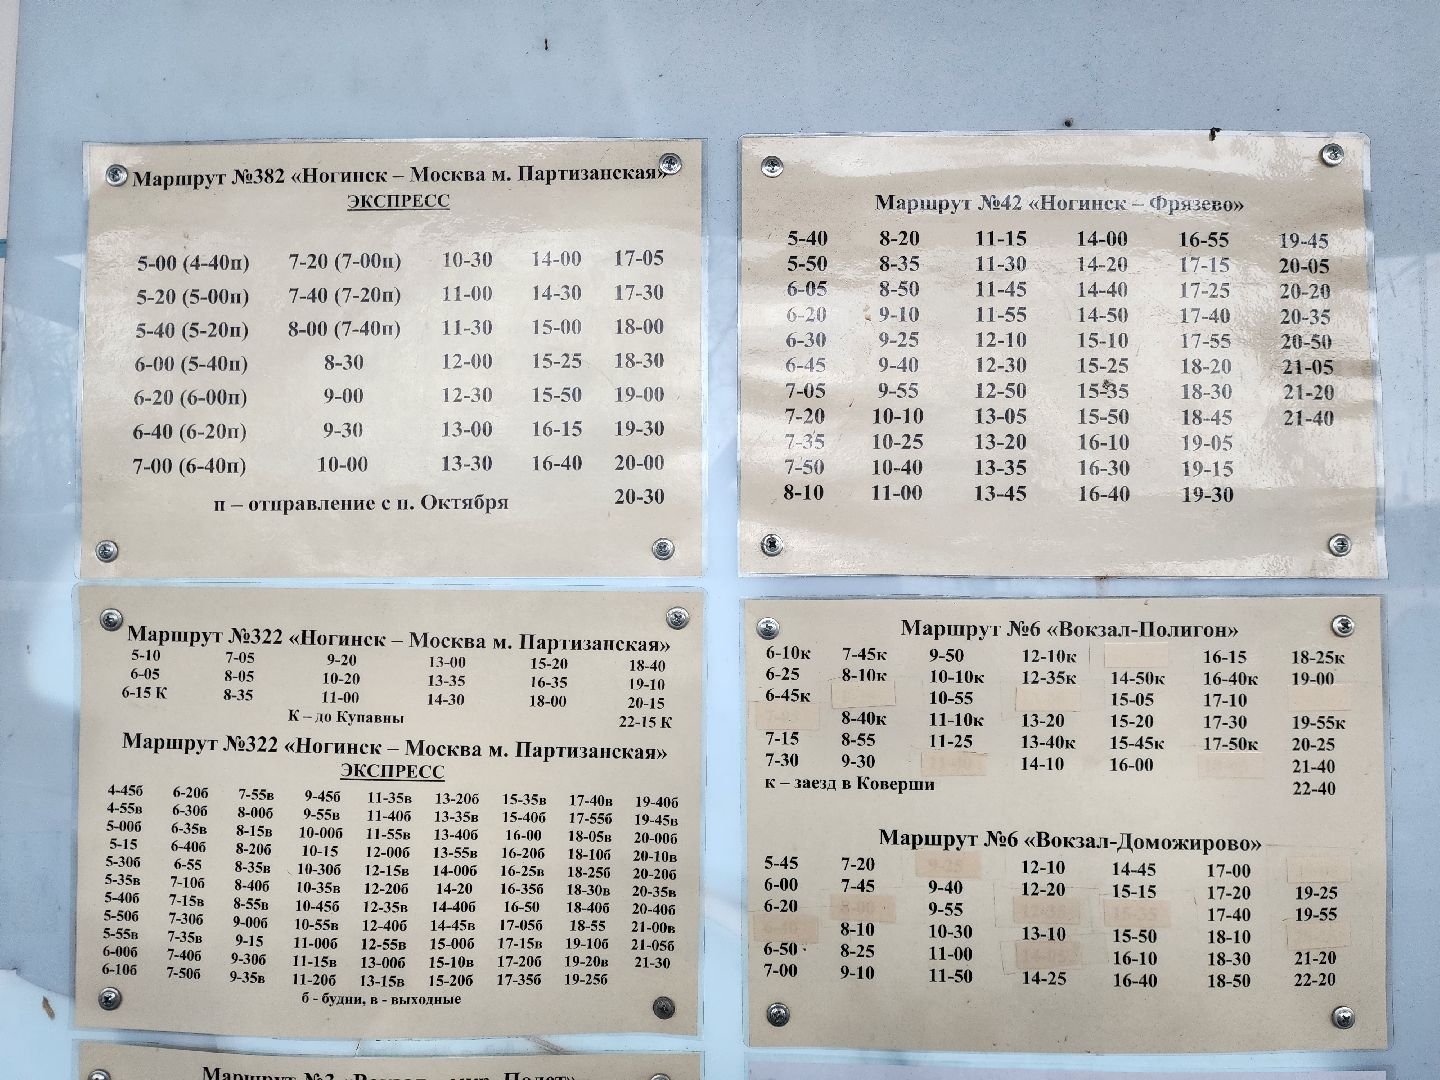 Маршрут №382 «Ногинск – Москва м. Партизанская»
ЭКСПРЕСС
5-00 (4-40п) 7-20 (7-00п) 10-30 14-00 17-05
5-20 (5-00п) 7-40 (7-20п) 11-00 14-30 17-30
5-40 (5-20п) 8-00 (7-40п) 11-30 15-00 18-00
6-00 (5-40п) 8-30 12-00 15-25 18-30
6-20 (6-00п) 9-00 12-30 15-50 19-00
6-40 (6-20п) 9-30 13-00 16-15 19-30
7-00 (6-40п) 10-00 13-30 16-40 20-00
п – отправление с п. Октября 20-30
Маршрут №42 «Ногинск – Фрязево»
5-40 8-20 11-15 14-00 16-55 19-45
5-50 8-35 11-30 14-20 17-15 20-05
6-05 8-50 11-45 14-40 17-25 20-20
6-20 9-10 11-55 14-50 17-40 20-35
6-30 9-25 12-10 15-10 17-55 20-50
6-45 9-40 12-30 15-25 18-20 21-05
7-05 9-55 12-50 15-35 18-30 21-20
7-20 10-10 13-05 15-50 18-45 21-40
7-35 10-25 13-20 16-10 19-05
7-50 10-40 13-35 16-30 19-15
8-10 11-00 13-45 16-40 19-30
Маршрут №322 «Ногинск – Москва м. Партизанская»
5-10 7-05 9-20 13-00 15-20 18-40
6-05 8-05 10-20 13-35 16-35 19-10
6-15 К 8-35 11-00 14-30 18-00 20-15
К – до Купавны 22-15 К
Маршрут №322 «Ногинск – Москва м. Партизанская»
ЭКСПРЕСС
4-45б 6-20б 7-55в 9-45б 11-35в 13-20б 15-35в 17-40в 19-40б
4-55в 6-30б 8-00б 9-55в 11-40б 13-35в 15-40б 17-55б 19-45в
5-00б 6-35в 8-15в 10-00б 11-55в 13-40б 16-00 18-05в 20-00б
5-15 6-40б 8-20б 10-15 12-00б 13-55в 16-20б 18-10б 20-10в
5-30б 6-55 8-35в 10-30б 12-15в 14-00б 16-25в 18-25б 20-20б
5-35в 7-10б 8-40б 10-35в 12-20б 14-20 16-35б 18-30в 20-35в
5-40б 7-15в 8-55в 10-45б 12-35в 14-40б 16-50 18-40б 20-40б
5-50б 7-30б 9-00б 10-55в 12-40б 14-45в 17-05б 18-55 21-00в
5-55в 7-35в 9-15 11-00б 12-55в 15-00б 17-15в 19-10б 21-05б
6-00б 7-40б 9-30б 11-15в 13-00б 15-10в 17-20б 19-20в 21-30
6-10б 7-50б 9-35в 11-20б 13-15в 15-20б 17-35б 19-25б
б - будни, в - выходные
Маршрут №6 «Вокзал-Полигон»
6-10к 7-45к 9-50 12-10к 16-15 18-25к
6-25 8-10к 10-10к 12-35к 14-50к 16-40к 19-00
6-45к 10-55 15-05 17-10
8-40к 11-10к 13-20 15-20 17-30 19-55к
7-15 8-55 11-25 13-40к 15-45к 17-50к 20-25
7-30 9-30 14-10 16-00 21-40
к – заезд в Коверши 22-40
Маршрут №6 «Вокзал-Доможирово»
5-45 7-20 12-10 14-45 17-00
6-00 7-45 9-40 12-20 15-15 17-20 19-25
6-20 9-55 17-40 19-55
8-10 10-30 13-10 15-50 18-10
6-50 8-25 11-00 16-10 18-30 21-20
7-00 9-10 11-50 14-25 16-40 18-50 22-20